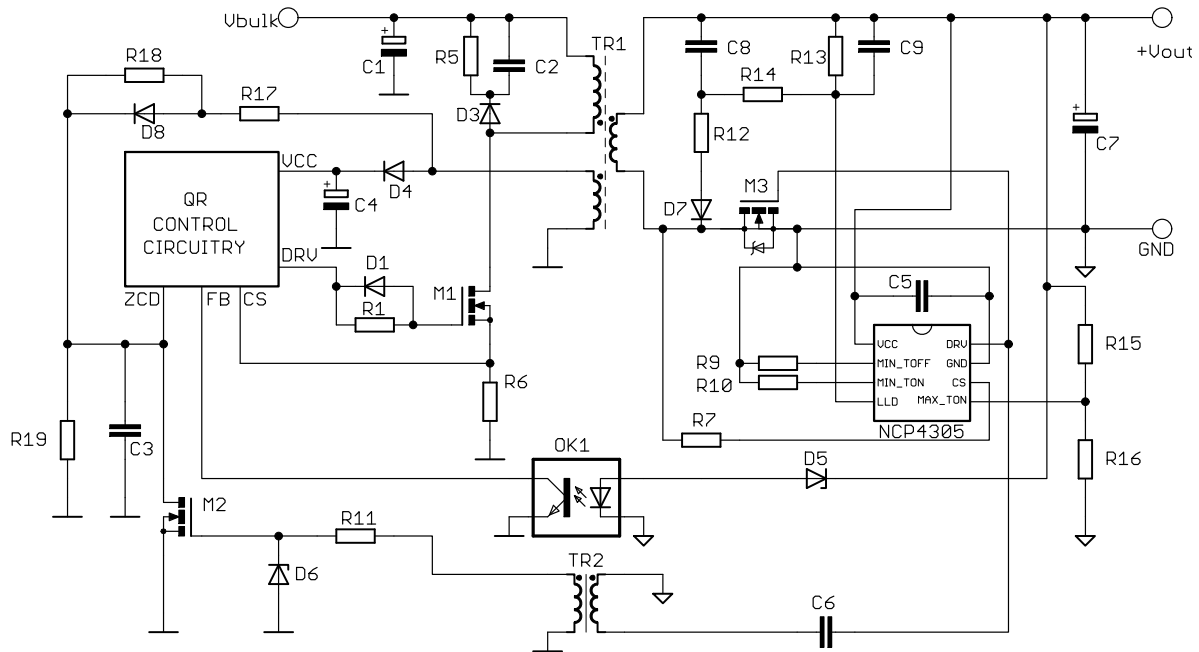 Vbulk
C1
R5
C2
TR1
C8
R13
C9
+Vout
R18
R14
D8
R17
D3
R12
C7
VCC
QR
CONTROL
CIRCUITRY
C4
D4
M3
D7
GND
DRV
D1
ZCD
FB
CS
R1
M1
C5
VCC
DRV
MIN_TOFF
GND
MIN_TON
CS
LLD
MAX_TON
NCP4305
R9
R10
R15
R6
R7
R19
C3
OK1
D5
R16
M2
R11
D6
TR2
C6